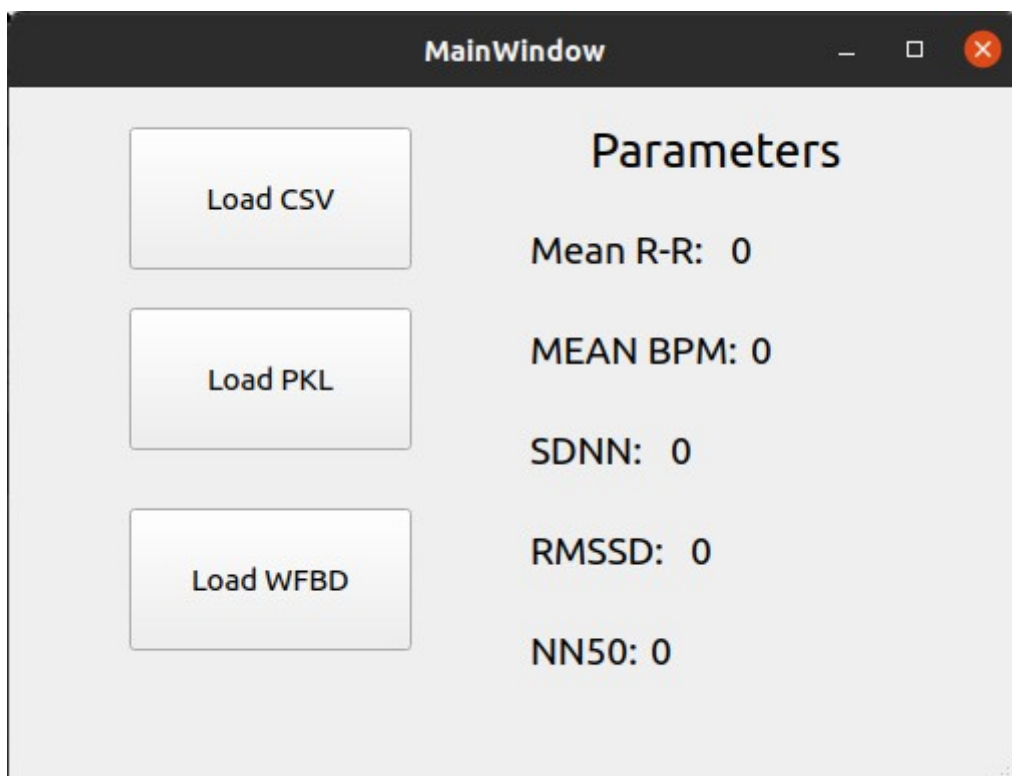 MainWindow
Load CSV
Load PKL
Load WFBD
Parameters
Mean R-R: 0
MEAN BPM: 0
SDNN: 0
RMSSD: 0
NN50: 0